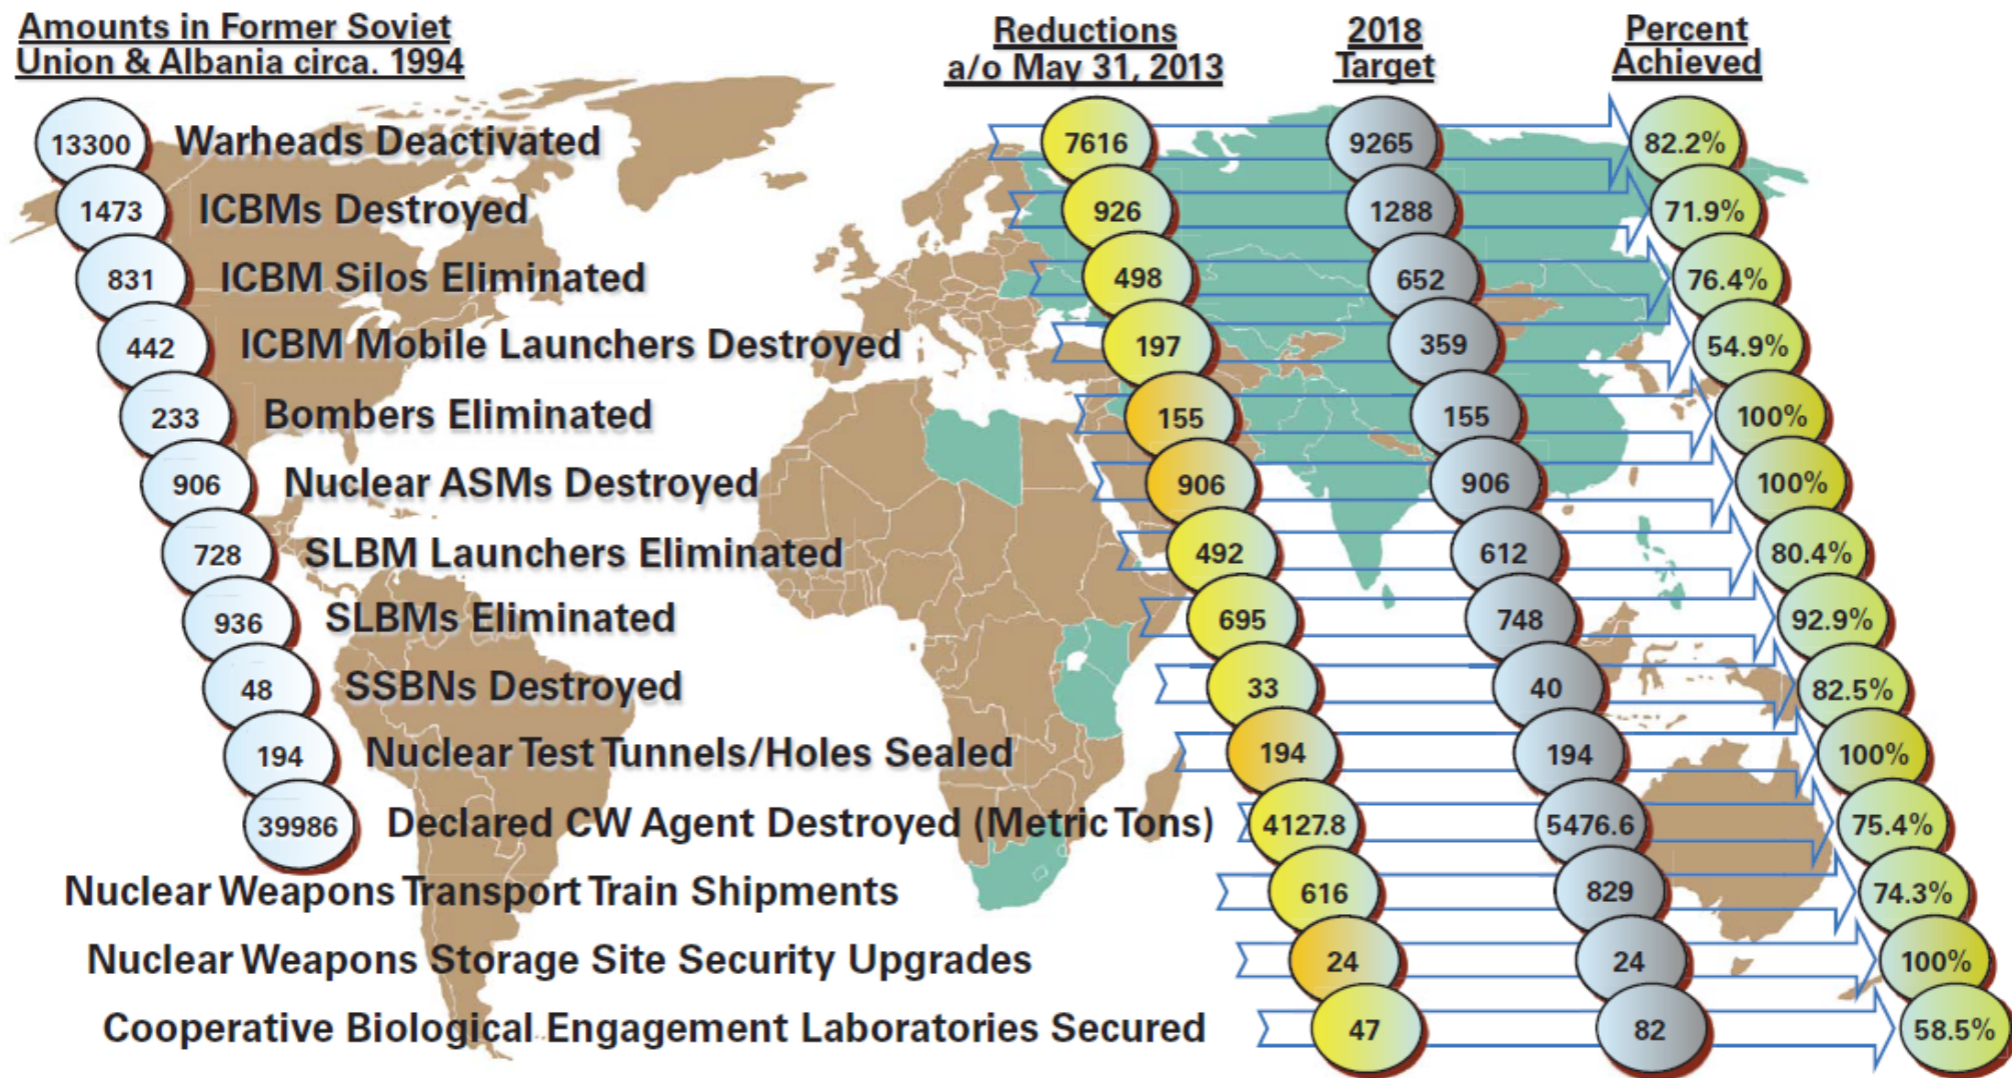 Amounts in Former Soviet
Union & Albania circa. 1994
Reductions
a/o May 31, 2013
2018
Target
Percent
Achieved
13300 Warheads Deactivated 7616 9265 82.2%
1473 ICBMs Destroyed 926 1288 71.9%
831 ICBM Silos Eliminated 498 652 76.4%
442 ICBM Mobile Launchers Destroyed 197 359 54.9%
233 Bombers Eliminated 155 155 100%
906 Nuclear ASMs Destroyed 906 906 100%
728 SLBM Launchers Eliminated 492 612 80.4%
936 SLBMs Eliminated 695 748 92.9%
48 SSBNs Destroyed 33 40 82.5%
194 Nuclear Test Tunnels/Holes Sealed 194 194 100%
39986 Declared CW Agent Destroyed (Metric Tons) 4127.8 5476.6 75.4%
Nuclear Weapons Transport Train Shipments 616 829 74.3%
Nuclear Weapons Storage Site Security Upgrades 24 24 100%
Cooperative Biological Engagement Laboratories Secured 47 82 58.5%